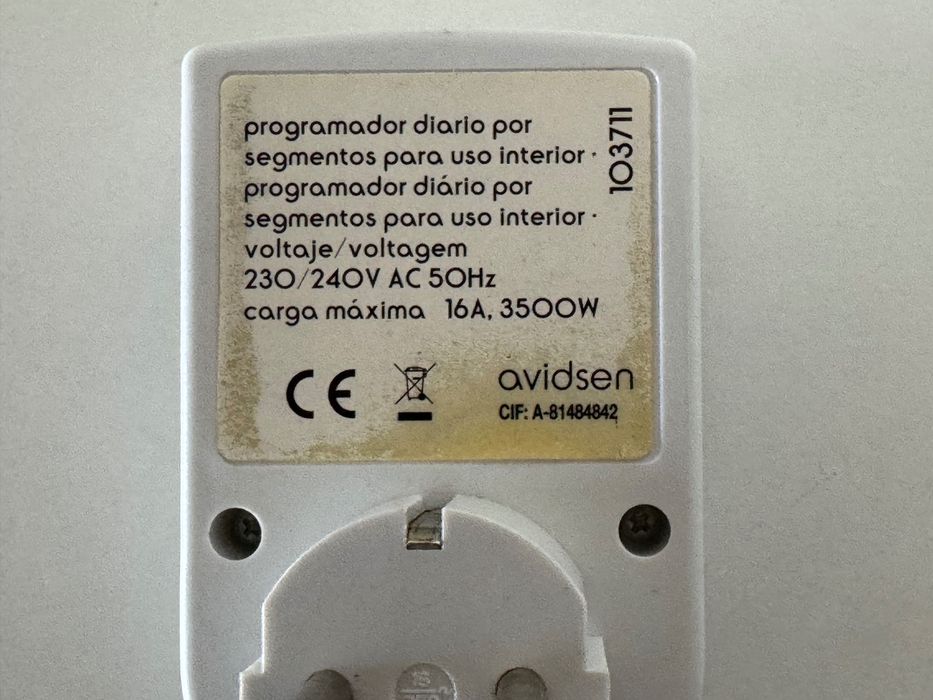 programador diario por
segmentos para uso interior ·
programador diário por
segmentos para uso interior ·
voltaje/voltagem
230/240V AC 50Hz
carga máxima 16A, 3500W
103711
CE
avidsen
CIF: A-81484842